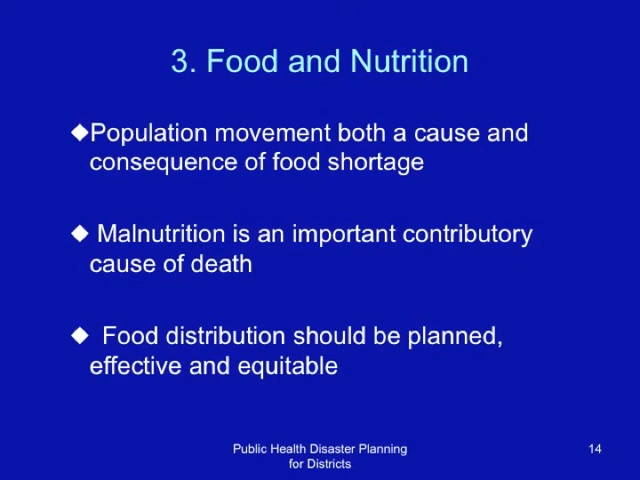 3. Food and Nutrition
◆Population movement both a cause and
consequence of food shortage
◆ Malnutrition is an important contributory
cause of death
◆ Food distribution should be planned,
effective and equitable
Public Health Disaster Planning
for Districts
14